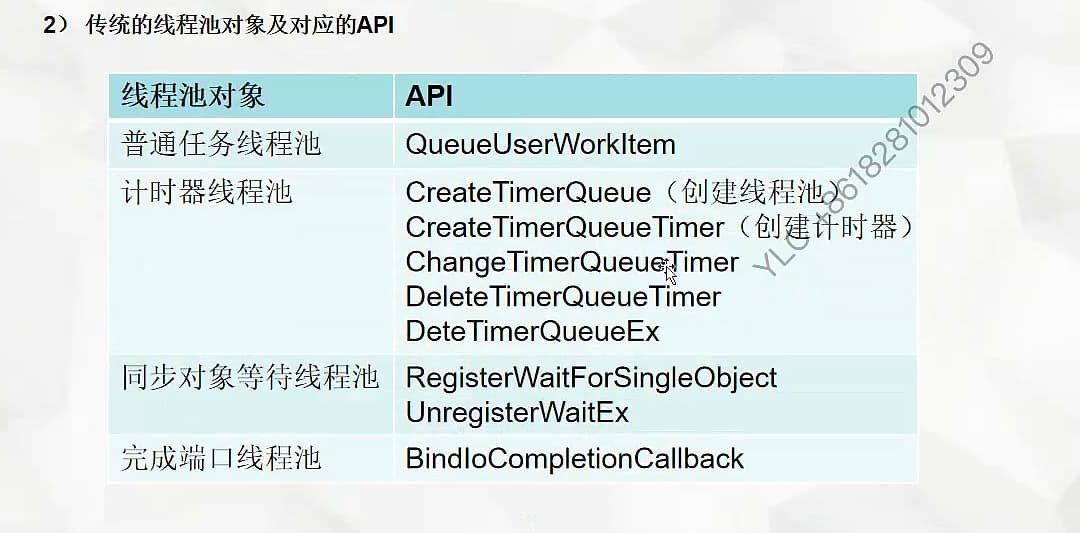 2） 传统的线程池对象及对应的API
线程池对象 API
普通任务线程池 QueueUserWorkItem
计时器线程池 CreateTimerQueue（创建线程池）
CreateTimerQueueTimer（创建计时器）
ChangeTimerQueueTimer
DeleteTimerQueueTimer
DeteTimerQueueEx
同步对象等待线程池 RegisterWaitForSingleObject
UnregisterWaitEx
完成端口线程池 BindIoCompletionCallback
YLC +8618281012309